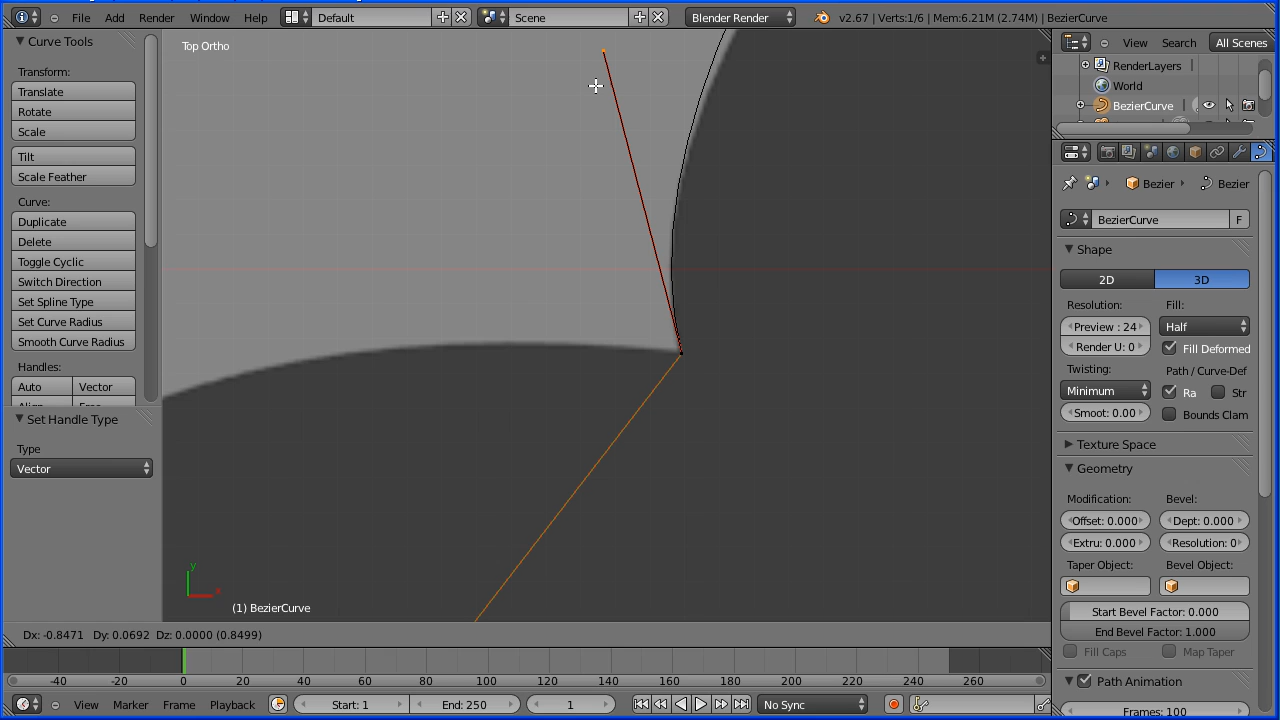 File Add Render Window Help Default Scene Blender Render v2.67 | Verts:1/6 | Mem:6.21M (2.74M) | BezierCurve
Curve Tools
Transform:
Translate
Rotate
Scale
Tilt
Scale Feather
Curve:
Duplicate
Delete
Toggle Cyclic
Switch Direction
Set Spline Type
Set Curve Radius
Smooth Curve Radius
Handles:
Auto Vector
Set Handle Type
Type
Vector
Top Ortho
y
x
(1) BezierCurve
Dx: -0.8471 Dy: 0.0692 Dz: 0.0000 (0.8499)
View Search All Scenes
RenderLayers
World
BezierCurve
Bezier Bezier
BezierCurve F
Shape
2D 3D
Resolution: Fill:
Preview : 24 Half
Render U: 0 Fill Deformed
Twisting: Path / Curve-Def
Minimum Ra Str
Smoot: 0.00 Bounds Clam
Texture Space
Geometry
Modification: Bevel:
Offset: 0.000 Dept: 0.000
Extru: 0.000 Resolution: 0
Taper Object: Bevel Object:
Start Bevel Factor: 0.000
End Bevel Factor: 1.000
Fill Caps Map Taper
Path Animation
Frames: 100
-40 -20 0 20 40 60 80 100 120 140 160 180 200 220 240 260
View Marker Frame Playback Start: 1 End: 250 1 No Sync